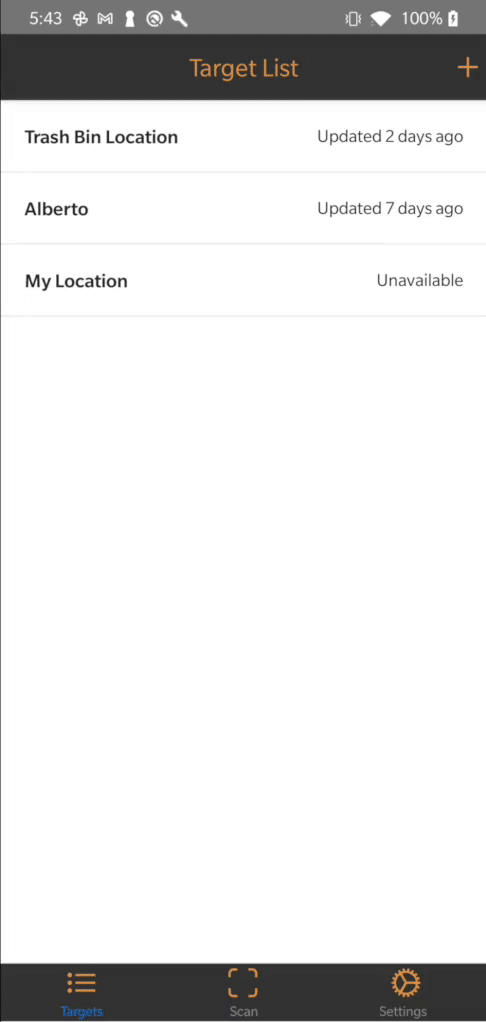 5:43 100%
Target List +
Trash Bin Location Updated 2 days ago
Alberto Updated 7 days ago
My Location Unavailable
Targets Scan Settings